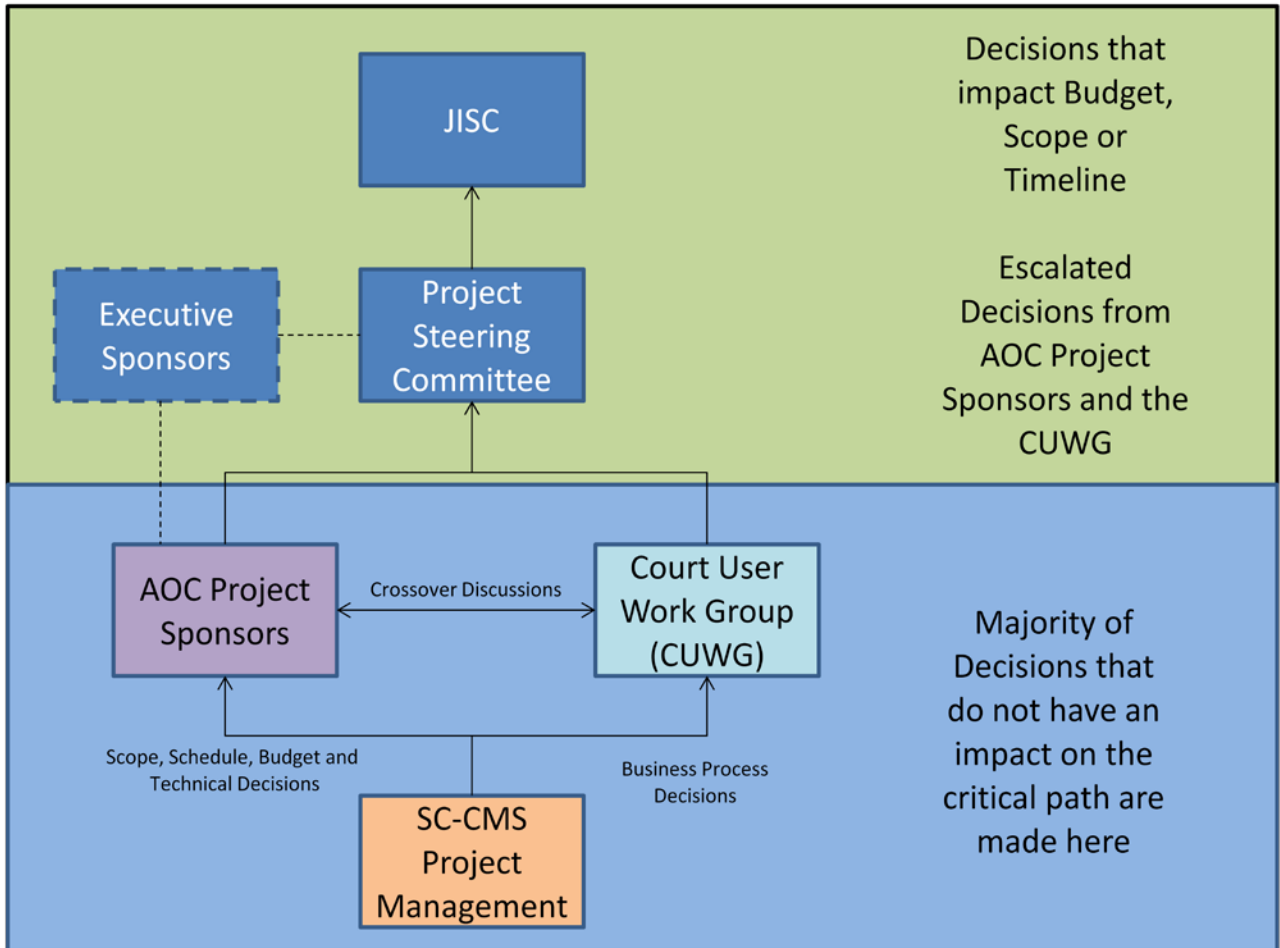 JISC
Decisions that
impact Budget,
Scope or
Timeline
Executive
Sponsors
Project
Steering
Committee
Escalated
Decisions from
AOC Project
Sponsors and the
CUWG
AOC Project
Sponsors
Crossover Discussions
Court User
Work Group
(CUWG)
Majority of
Decisions that
do not have an
impact on the
critical path are
made here
Scope, Schedule, Budget and
Technical Decisions
Business Process
Decisions
SC-CMS
Project
Management